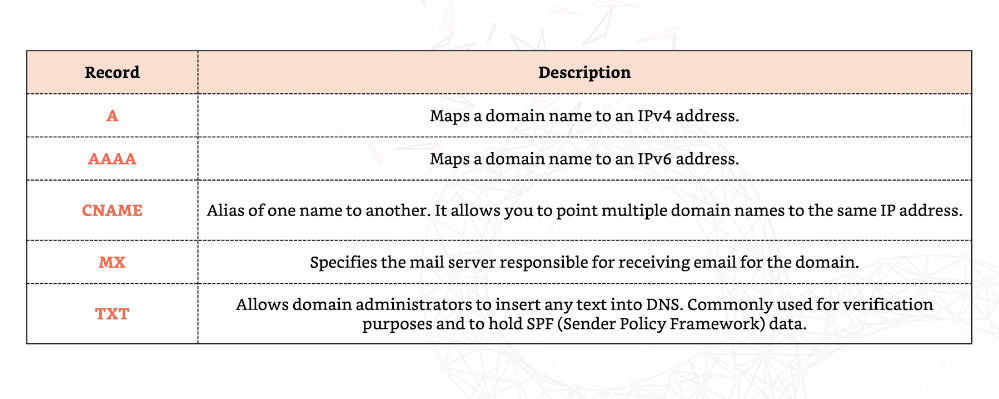 Record Description
A Maps a domain name to an IPv4 address.
AAAA Maps a domain name to an IPv6 address.
CNAME Alias of one name to another. It allows you to point multiple domain names to the same IP address.
MX Specifies the mail server responsible for receiving email for the domain.
TXT Allows domain administrators to insert any text into DNS. Commonly used for verification
purposes and to hold SPF (Sender Policy Framework) data.